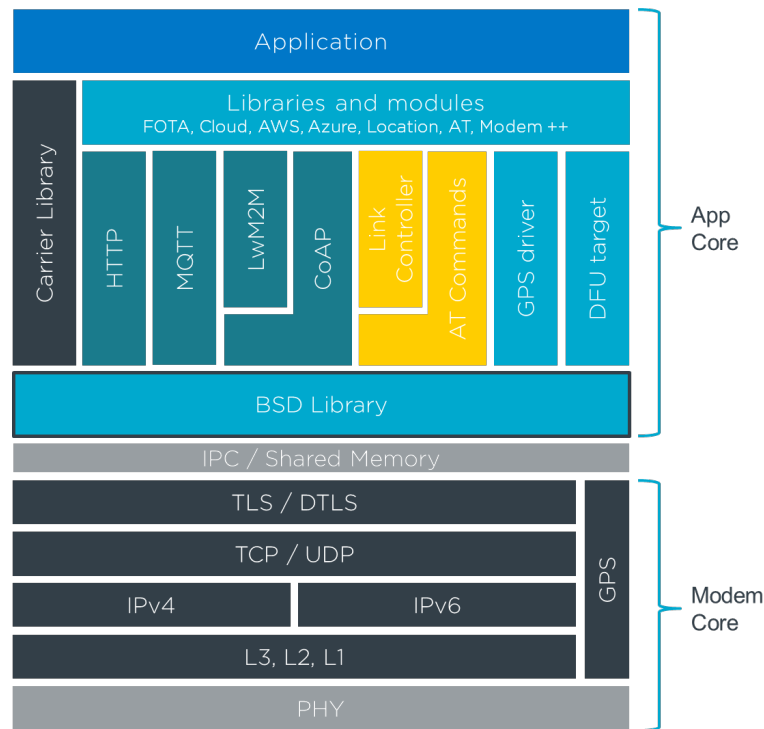 Application
Libraries and modules
FOTA, Cloud, AWS, Azure, Location, AT, Modem ++
Carrier Library
HTTP
MQTT
LwM2M
CoAP
Link
Controller
AT Commands
GPS driver
DFU target
App
Core
BSD Library
IPC / Shared Memory
TLS / DTLS
TCP / UDP
IPv4
IPv6
GPS
L3, L2, L1
Modem
Core
PHY